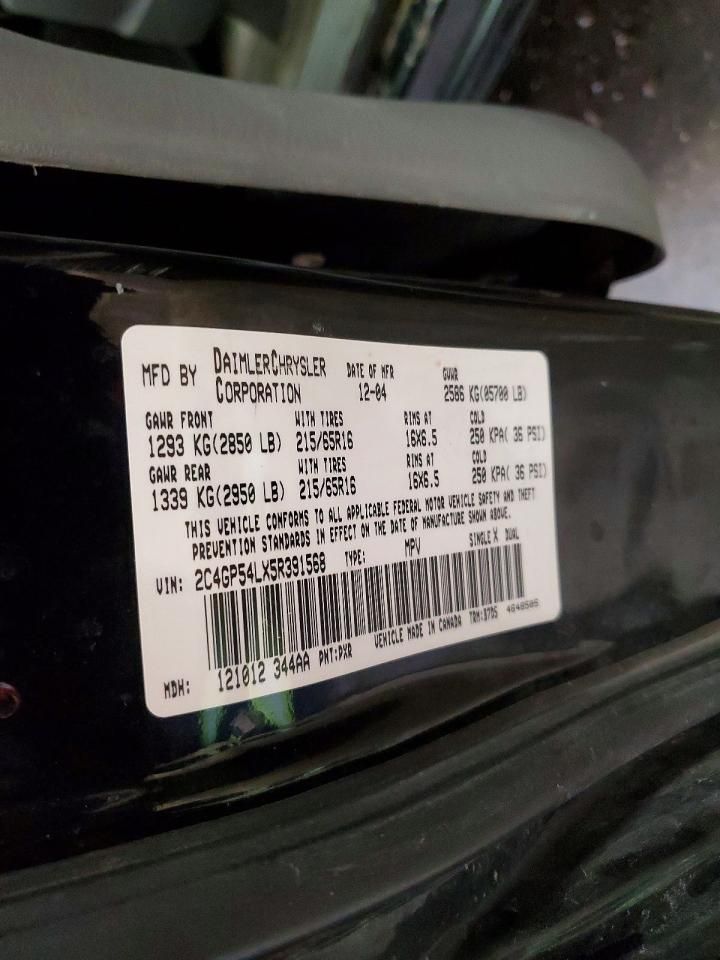 MFD BY DAIMLERCHRYSLER CORPORATION
DATE OF MFR 12-04
GVWR 2586 KG(05700 LB)
GAWR FRONT WITH TIRES RIMS AT COLD
1293 KG(2850 LB) 215/65R16 16X6.5 250 KPA( 36 PSI)
GAWR REAR WITH TIRES RIMS AT COLD
1339 KG(2950 LB) 215/65R16 16X6.5 250 KPA( 36 PSI)
THIS VEHICLE CONFORMS TO ALL APPLICABLE FEDERAL MOTOR VEHICLE SAFETY AND THEFT
PREVENTION STANDARDS IN EFFECT ON THE DATE OF MANUFACTURE SHOWN ABOVE.
VIN: 2C4GP54LX5R391568 TYPE: MPV SINGLE X DUAL
MDH: 121012 344AA PNT:PXR VEHICLE MADE IN CANADA TRM:B7D5 4648505